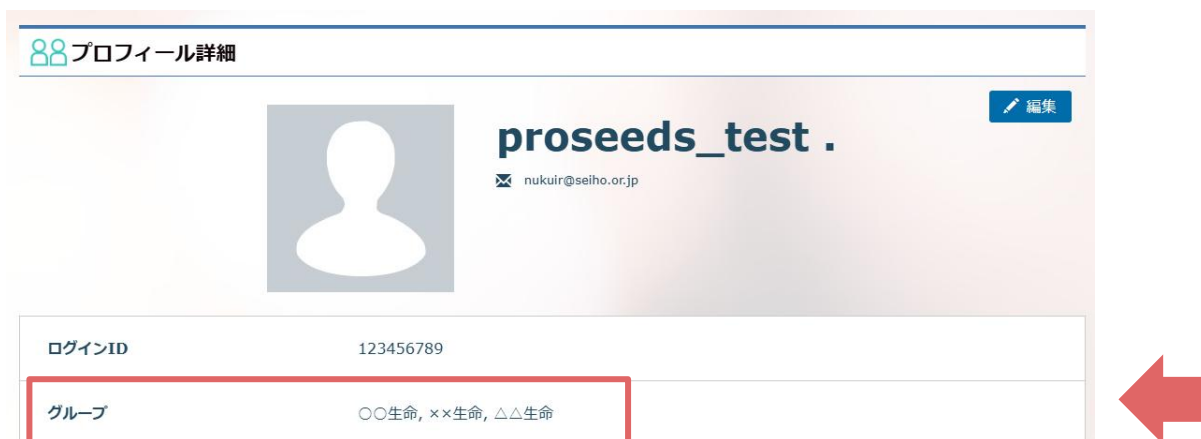 プロフィール詳細
編集
proseeds_test .
nukuir@seiho.or.jp
ログインID 123456789
グループ ○○生命, ××生命, △△生命